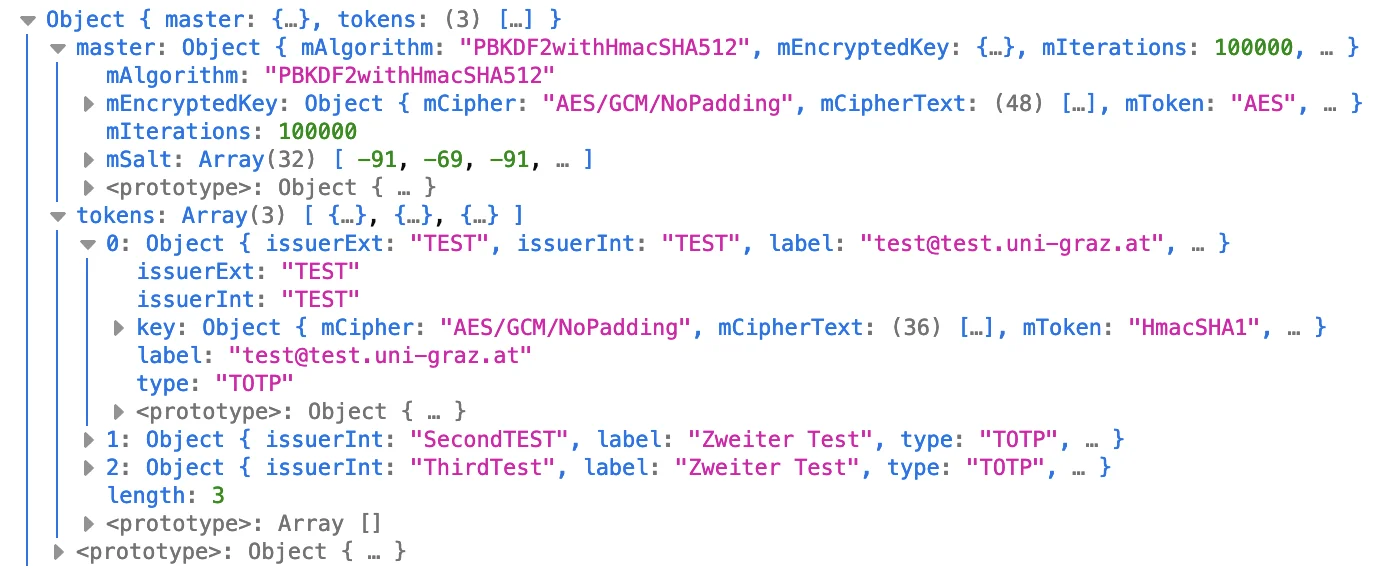 Object { master: {…}, tokens: (3) […] }
master: Object { mAlgorithm: "PBKDF2withHmacSHA512", mEncryptedKey: {…}, mIterations: 100000, … }
mAlgorithm: "PBKDF2withHmacSHA512"
mEncryptedKey: Object { mCipher: "AES/GCM/NoPadding", mCipherText: (48) […], mToken: "AES", … }
mIterations: 100000
mSalt: Array(32) [ -91, -69, -91, … ]
<prototype>: Object { … }
tokens: Array(3) [ {…}, {…}, {…} ]
0: Object { issuerExt: "TEST", issuerInt: "TEST", label: "test@test.uni-graz.at", … }
issuerExt: "TEST"
issuerInt: "TEST"
key: Object { mCipher: "AES/GCM/NoPadding", mCipherText: (36) […], mToken: "HmacSHA1", … }
label: "test@test.uni-graz.at"
type: "TOTP"
<prototype>: Object { … }
1: Object { issuerInt: "SecondTEST", label: "Zweiter Test", type: "TOTP", … }
2: Object { issuerInt: "ThirdTest", label: "Zweiter Test", type: "TOTP", … }
length: 3
<prototype>: Array []
<prototype>: Object { … }